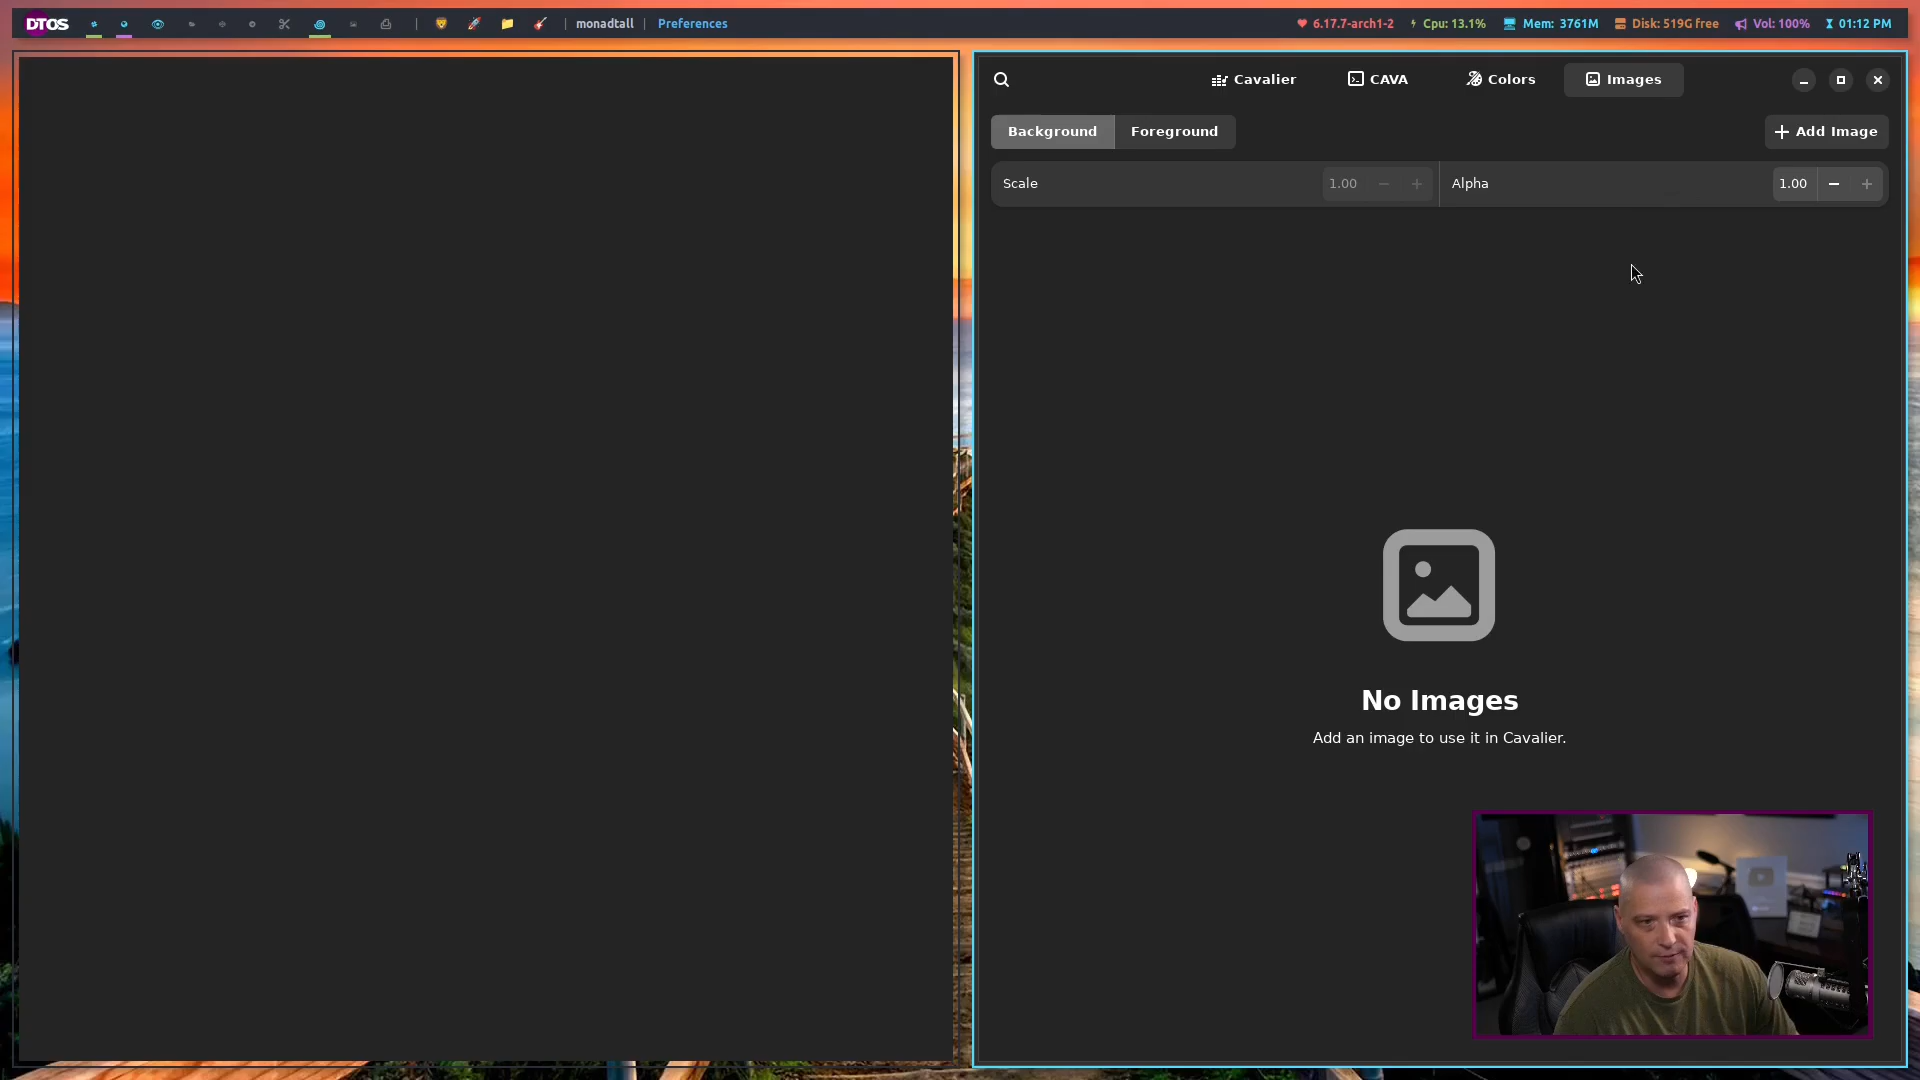 DTOS | monadtall | Preferences 6.17.7-arch1-2 Cpu: 13.1% Mem: 3761M Disk: 519G free Vol: 100% 01:12 PM
Cavalier CAVA Colors Images
Background Foreground + Add Image
Scale 1.00 − + Alpha 1.00 − +
No Images
Add an image to use it in Cavalier.